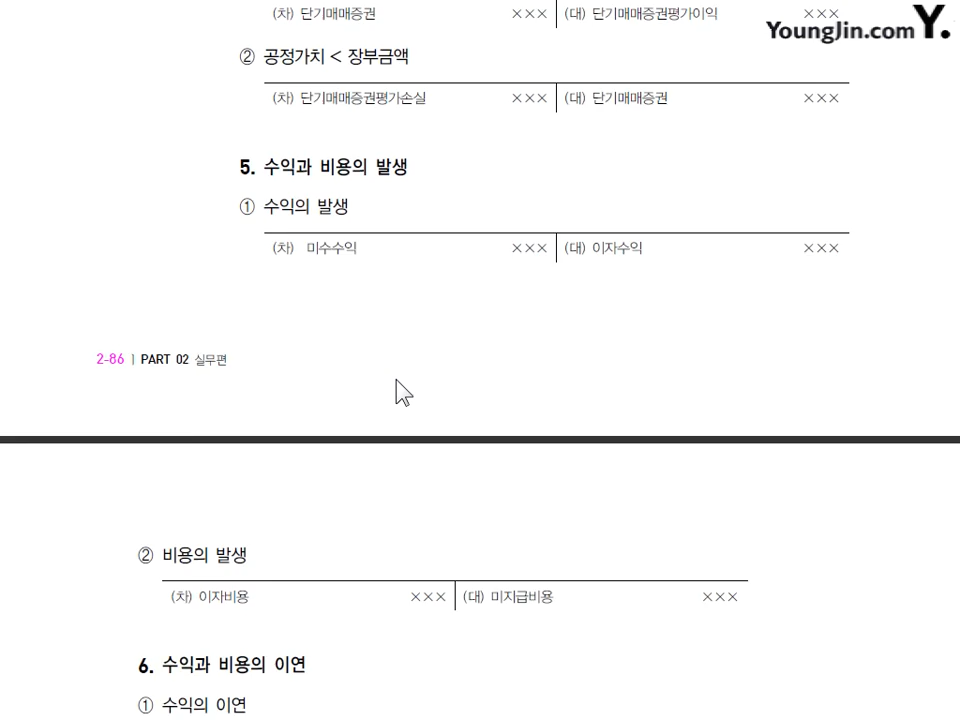 (차) 단기매매증권 ××× (대) 단기매매증권평가이익 ×××
YoungJin.com Y.
② 공정가치 < 장부금액
(차) 단기매매증권평가손실 ××× (대) 단기매매증권 ×××
5. 수익과 비용의 발생
① 수익의 발생
(차) 미수수익 ××× (대) 이자수익 ×××
2-86 | PART 02 실무편
② 비용의 발생
(차) 이자비용 ××× (대) 미지급비용 ×××
6. 수익과 비용의 이연
① 수익의 이연